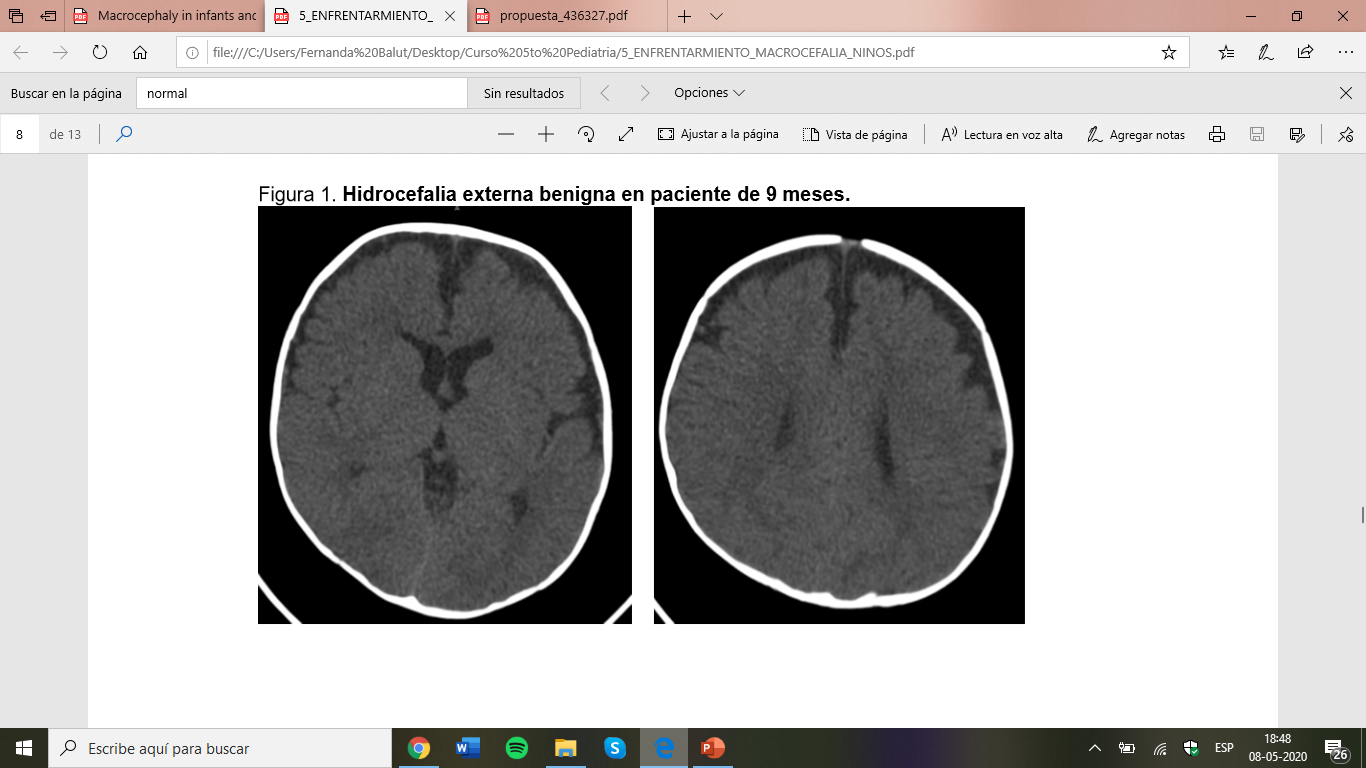 Macrocephaly in infants and
5_ENFRENTARMIENTO_
propuesta_436327.pdf
file:///C:/Users/Fernanda%20Balut/Desktop/Curso%205to%20Pediatria/5_ENFRENTARMIENTO_MACROCEFALIA_NINOS.pdf
Buscar en la página
normal
Sin resultados
Opciones
8 de 13
Ajustar a la página
Vista de página
Lectura en voz alta
Agregar notas
Figura 1. Hidrocefalia externa benigna en paciente de 9 meses.
Escribe aquí para buscar
ESP
18:48
08-05-2020
26